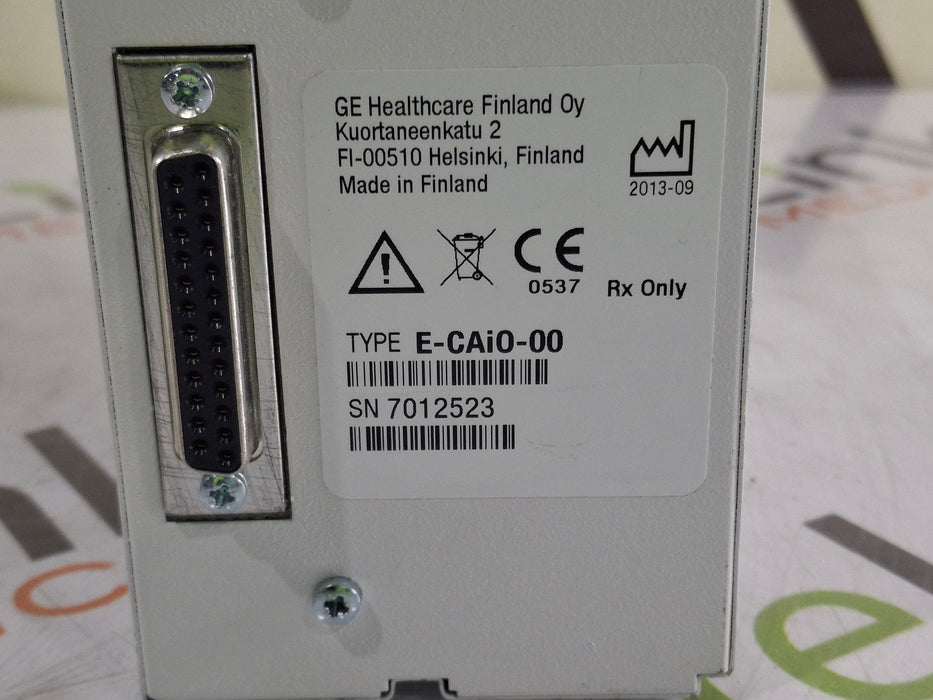 GE Healthcare Finland Oy
Kuortaneenkatu 2
FI-00510 Helsinki, Finland
Made in Finland
2013-09
CE
0537
Rx Only
TYPE E-CAiO-00
SN 7012523